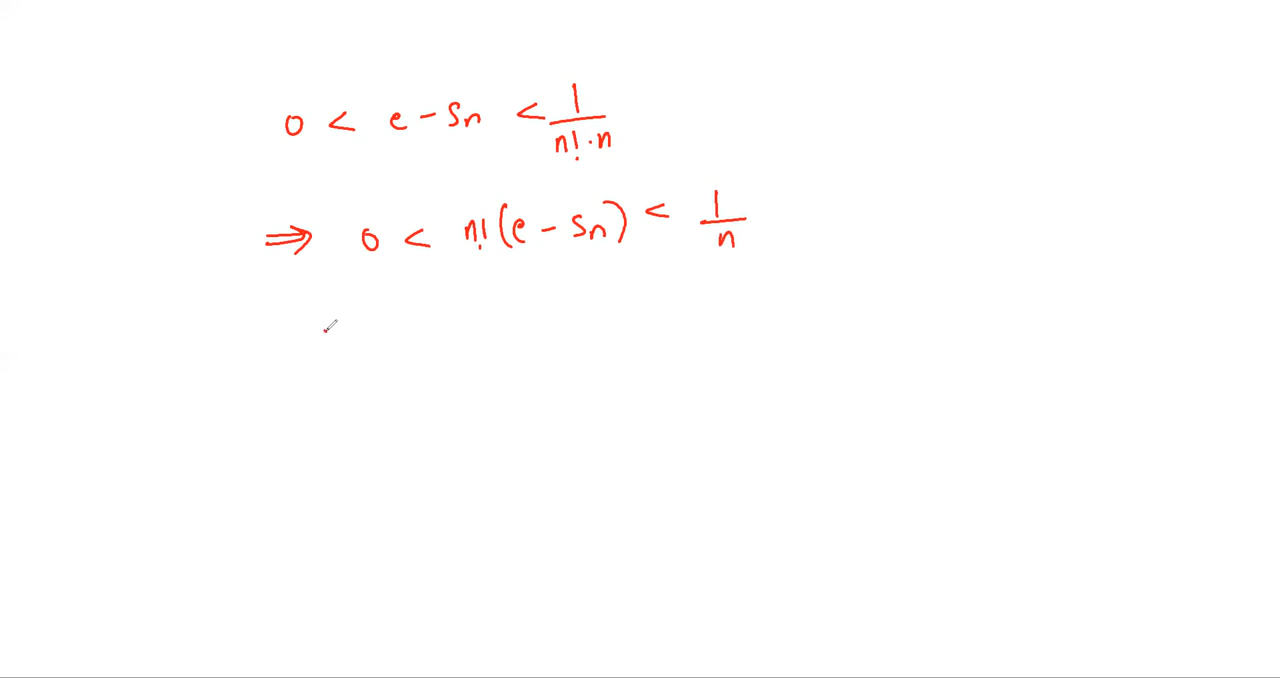 0 < e - Sn < 1/(n!·n)
⇒ 0 < n!(e - Sn) < 1/n